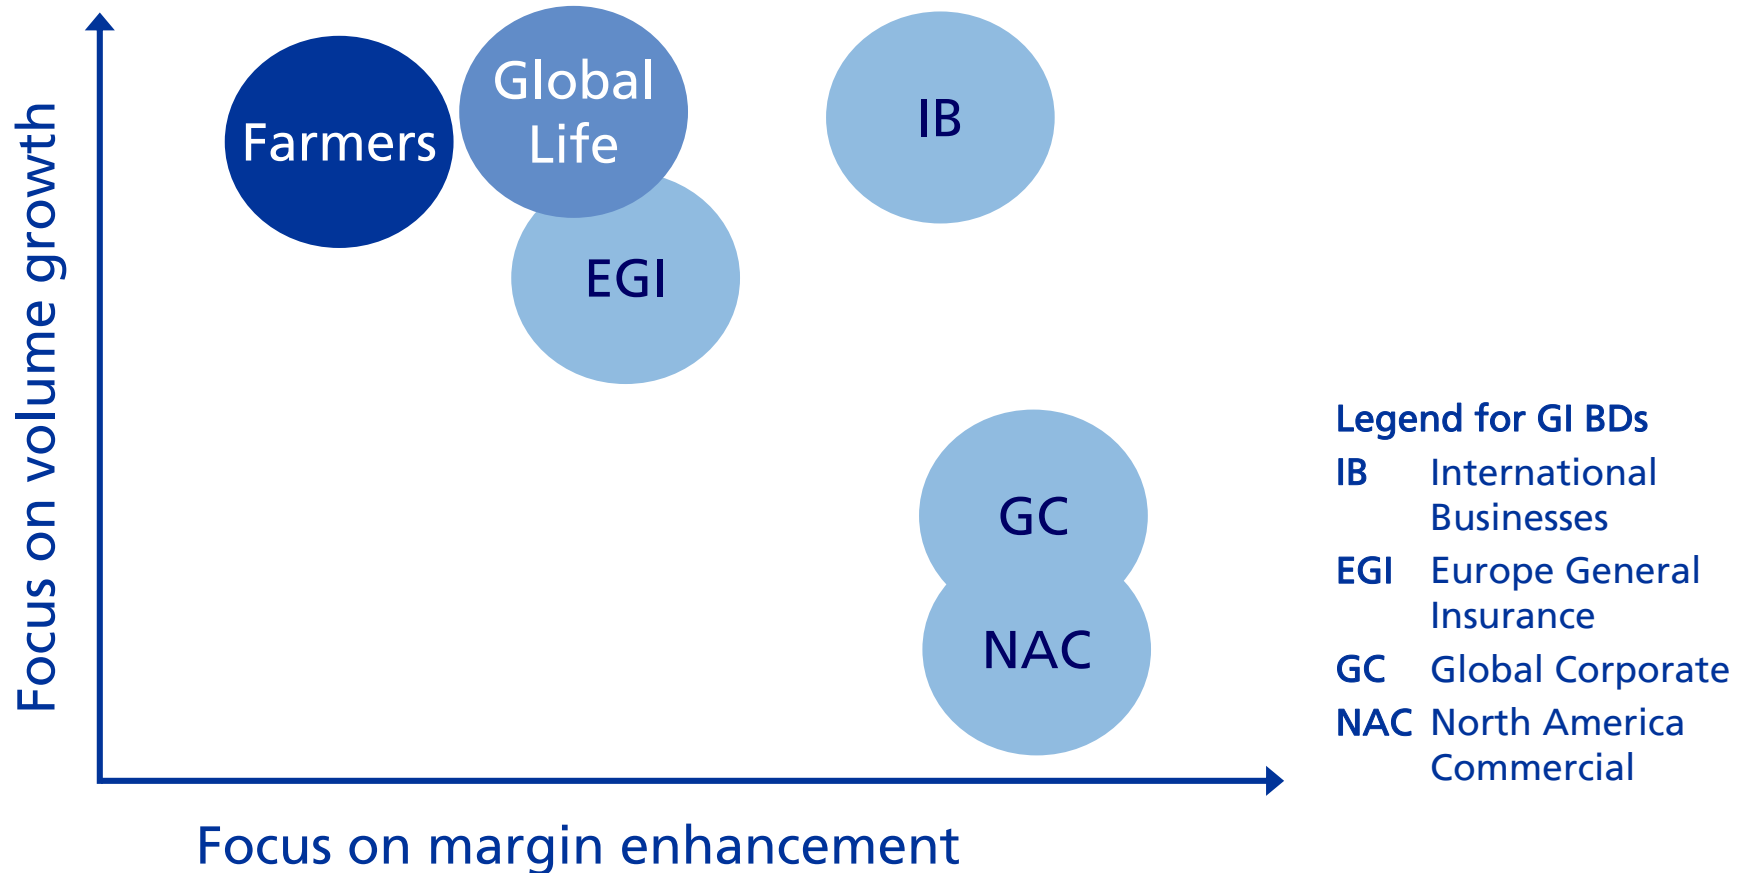 Focus on volume growth
Farmers
Global
Life
IB
EGI
GC
NAC
Focus on margin enhancement
Legend for GI BDs
IB International
Businesses
EGI Europe General
Insurance
GC Global Corporate
NAC North America
Commercial